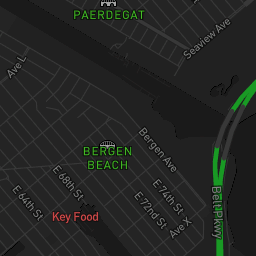 PAERDEGAT
Seaview Ave
Ave L
Bergen Ave
BERGEN
BEACH
E 68th St
E 64th St
E 74th St
E 72nd St
Key Food
Ave X
Belt Pkwy